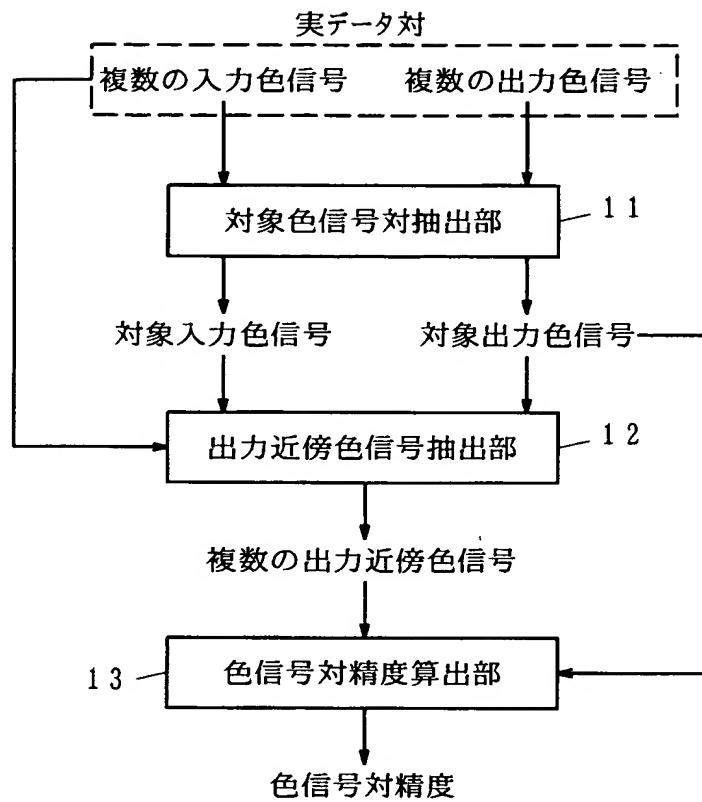 実データ対
複数の入力色信号 複数の出力色信号
対象色信号対抽出部 11
対象入力色信号 対象出力色信号
出力近傍色信号抽出部 12
複数の出力近傍色信号
13 色信号対精度算出部
色信号対精度